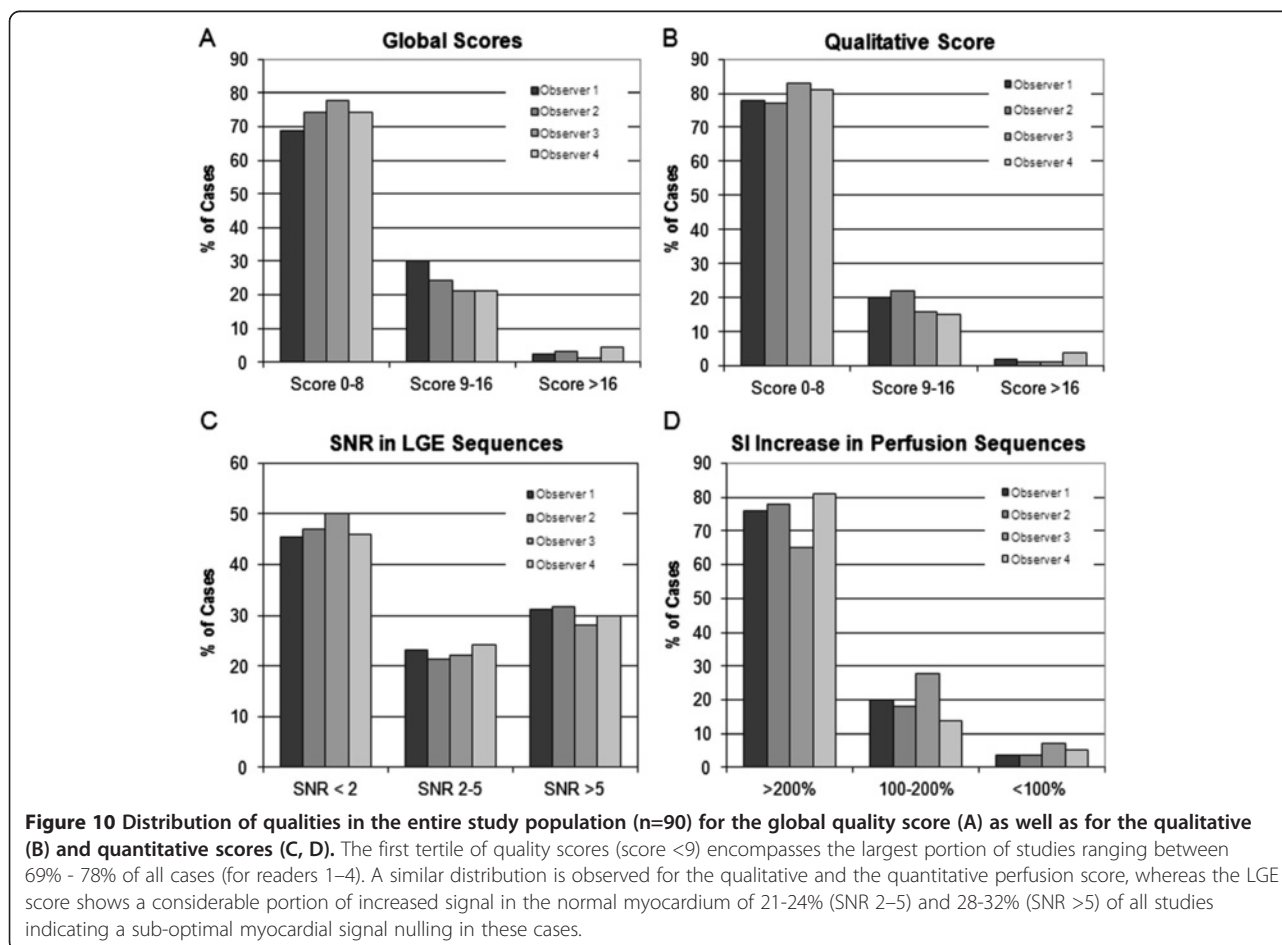 A
Global Scores
90
80
70
60
50
40
30
20
10
0
% of Cases
Observer 1
Observer 2
Observer 3
Observer 4
Score 0-8 Score 9-16 Score >16
B
Qualitative Score
90
80
70
60
50
40
30
20
10
0
% of Cases
Observer 1
Observer 2
Observer 3
Observer 4
Score 0-8 Score 9-16 Score >16
C
SNR in LGE Sequences
60
50
40
30
20
10
0
% of Cases
Observer 1
Observer 2
Observer 3
Observer 4
SNR < 2 SNR 2-5 SNR >5
D
SI Increase in Perfusion Sequences
90
80
70
60
50
40
30
20
10
0
% of Cases
Observer 1
Observer 2
Observer 3
Observer 4
>200% 100-200% <100%
Figure 10 Distribution of qualities in the entire study population (n=90) for the global quality score (A) as well as for the qualitative
(B) and quantitative scores (C, D). The first tertile of quality scores (score <9) encompasses the largest portion of studies ranging between
69% - 78% of all cases (for readers 1–4). A similar distribution is observed for the qualitative and the quantitative perfusion score, whereas the LGE
score shows a considerable portion of increased signal in the normal myocardium of 21-24% (SNR 2–5) and 28-32% (SNR >5) of all studies
indicating a sub-optimal myocardial signal nulling in these cases.